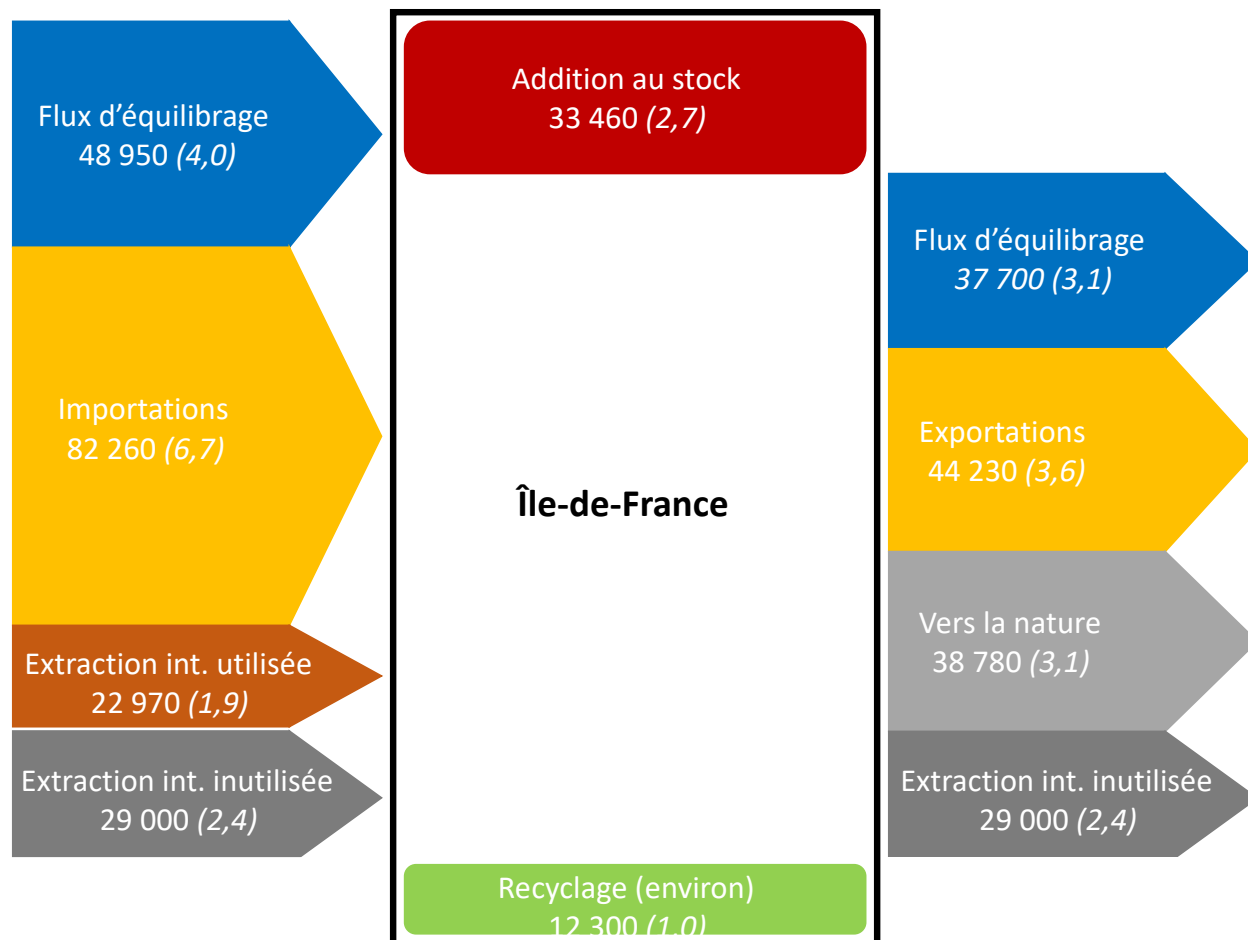 Flux d’équilibrage
48 950 (4,0)
Importations
82 260 (6,7)
Extraction int. utilisée
22 970 (1,9)
Extraction int. inutilisée
29 000 (2,4)
Addition au stock
33 460 (2,7)
Île-de-France
Recyclage (environ)
12 300 (1,0)
Flux d’équilibrage
37 700 (3,1)
Exportations
44 230 (3,6)
Vers la nature
38 780 (3,1)
Extraction int. inutilisée
29 000 (2,4)